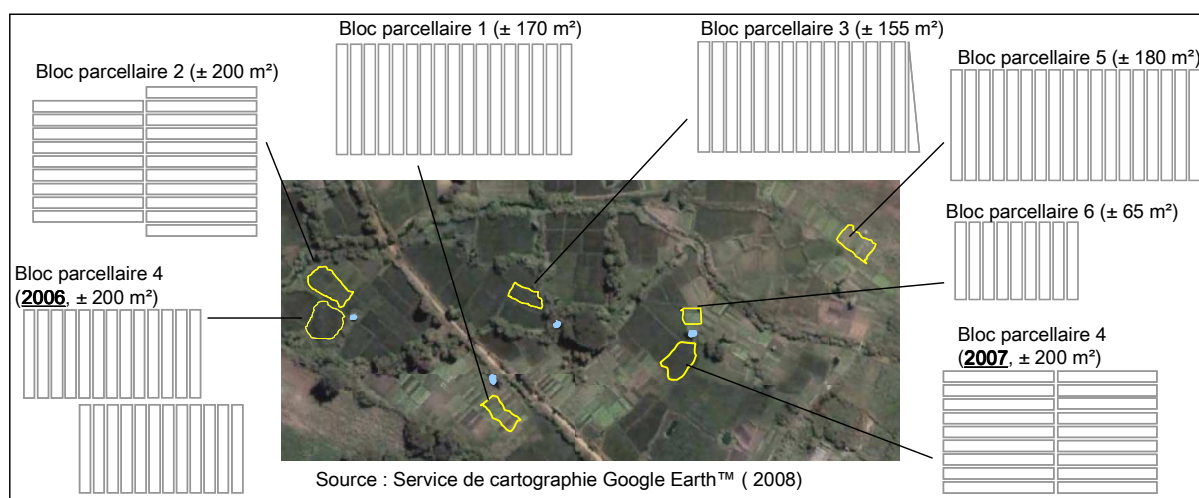 Bloc parcellaire 1 (± 170 m²)
Bloc parcellaire 3 (± 155 m²)
Bloc parcellaire 2 (± 200 m²)
Bloc parcellaire 5 (± 180 m²)
Bloc parcellaire 6 (± 65 m²)
Bloc parcellaire 4
(2006, ± 200 m²)
Bloc parcellaire 4
(2007, ± 200 m²)
Source : Service de cartographie Google Earth™ ( 2008)